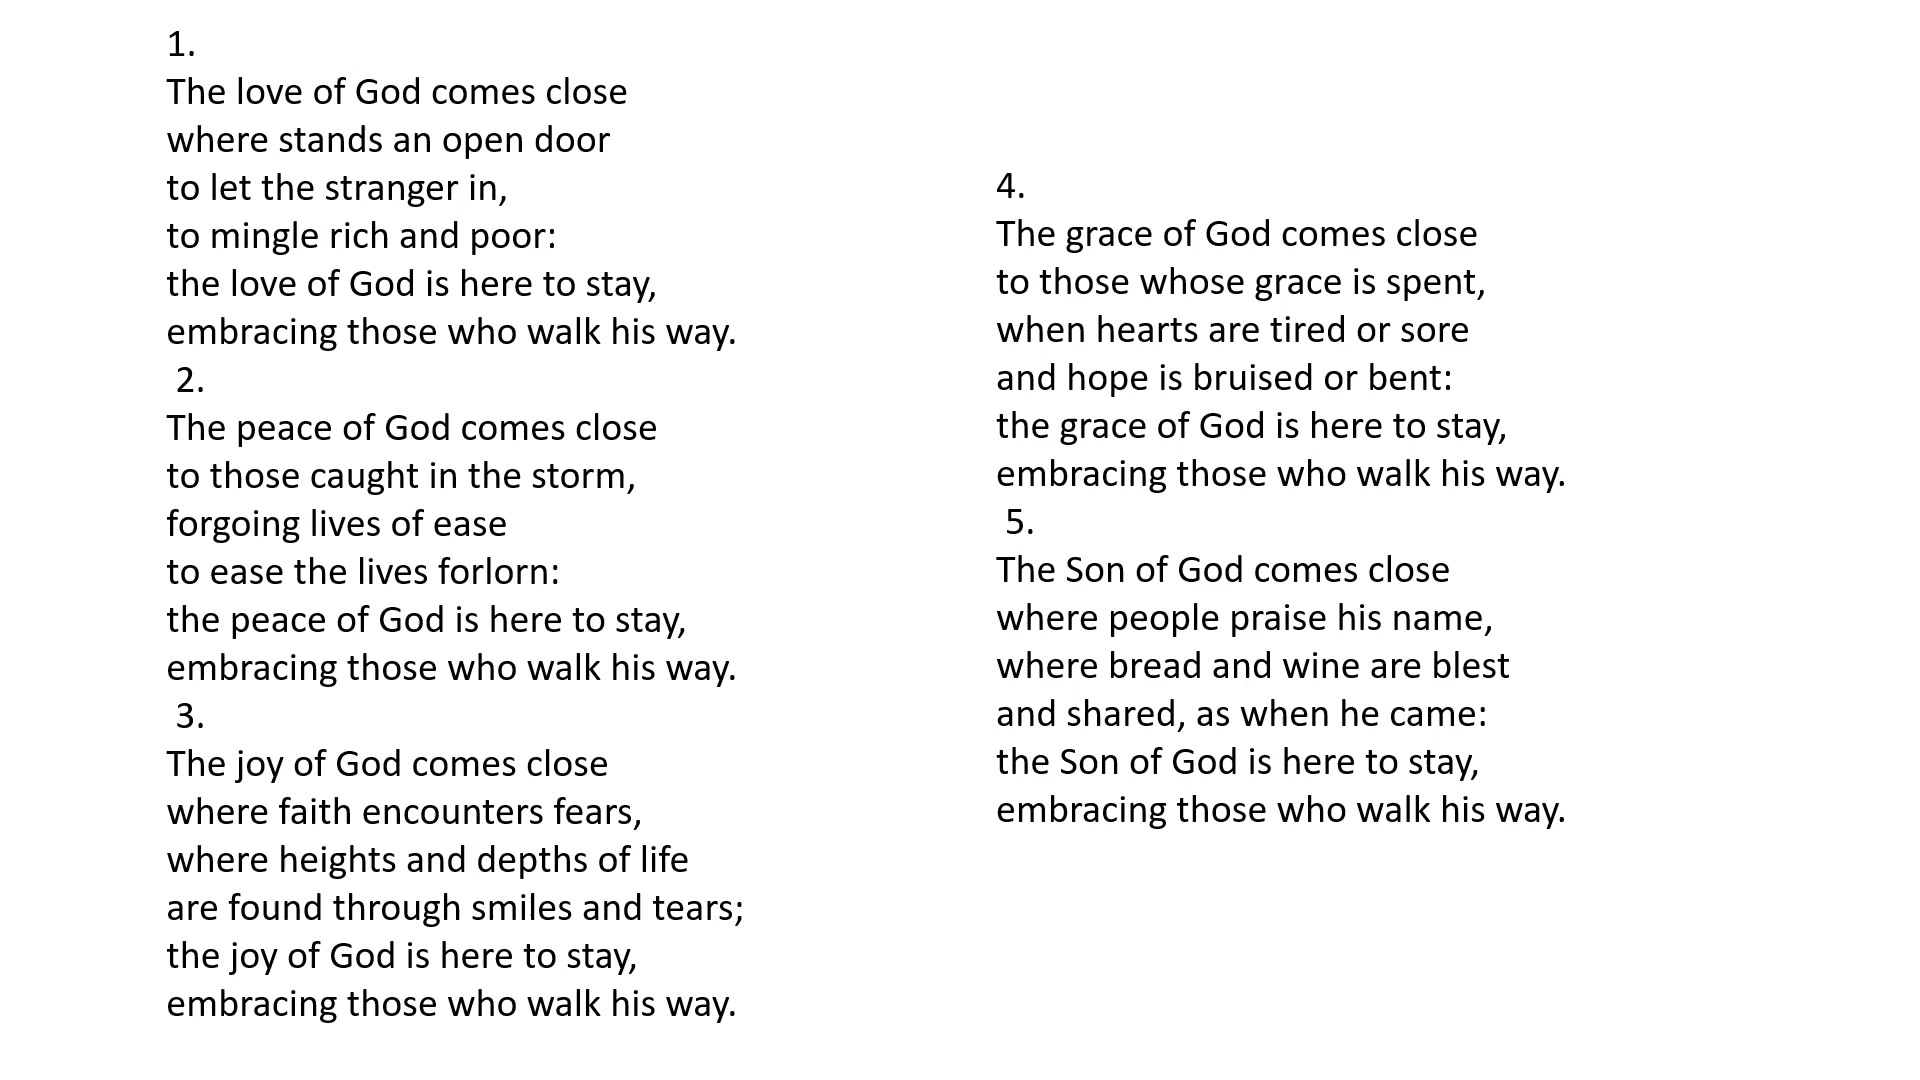 1.
The love of God comes close
where stands an open door
to let the stranger in,
to mingle rich and poor:
the love of God is here to stay,
embracing those who walk his way.
2.
The peace of God comes close
to those caught in the storm,
forgoing lives of ease
to ease the lives forlorn:
the peace of God is here to stay,
embracing those who walk his way.
3.
The joy of God comes close
where faith encounters fears,
where heights and depths of life
are found through smiles and tears;
the joy of God is here to stay,
embracing those who walk his way.
4.
The grace of God comes close
to those whose grace is spent,
when hearts are tired or sore
and hope is bruised or bent:
the grace of God is here to stay,
embracing those who walk his way.
5.
The Son of God comes close
where people praise his name,
where bread and wine are blest
and shared, as when he came:
the Son of God is here to stay,
embracing those who walk his way.